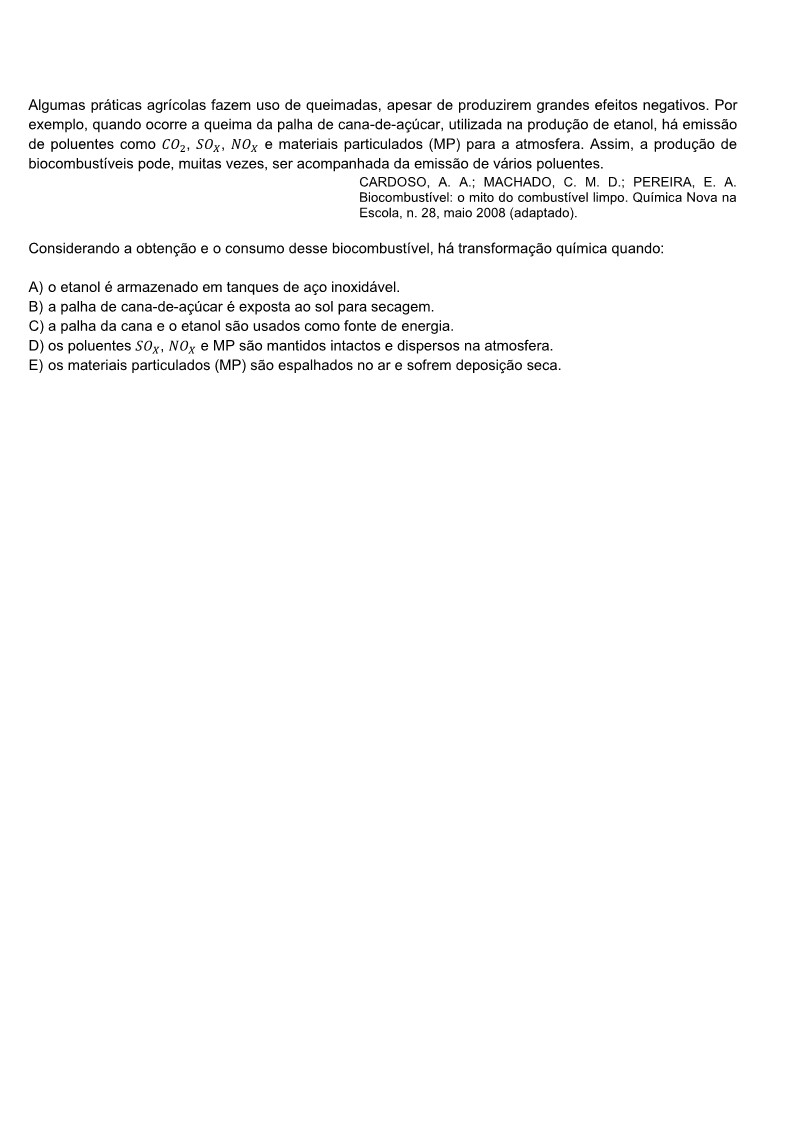 Algumas práticas agrícolas fazem uso de queimadas, apesar de produzirem grandes efeitos negativos. Por
exemplo, quando ocorre a queima da palha de cana-de-açúcar, utilizada na produção de etanol, há emissão
de poluentes como CO₂, SOₓ, NOₓ e materiais particulados (MP) para a atmosfera. Assim, a produção de
biocombustíveis pode, muitas vezes, ser acompanhada da emissão de vários poluentes.
CARDOSO, A. A.; MACHADO, C. M. D.; PEREIRA, E. A.
Biocombustível: o mito do combustível limpo. Química Nova na
Escola, n. 28, maio 2008 (adaptado).
Considerando a obtenção e o consumo desse biocombustível, há transformação química quando:
A) o etanol é armazenado em tanques de aço inoxidável.
B) a palha de cana-de-açúcar é exposta ao sol para secagem.
C) a palha da cana e o etanol são usados como fonte de energia.
D) os poluentes SOₓ, NOₓ e MP são mantidos intactos e dispersos na atmosfera.
E) os materiais particulados (MP) são espalhados no ar e sofrem deposição seca.